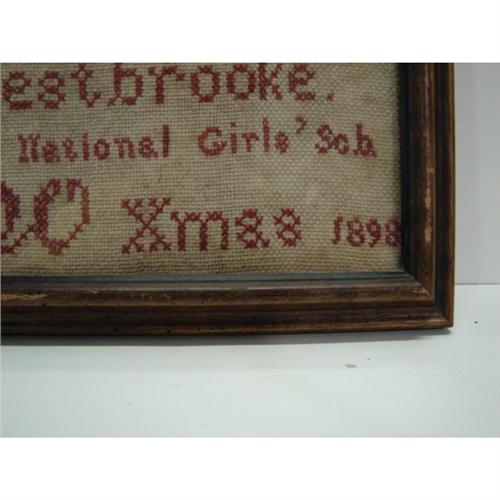 estbrooke.
National Girls' Sch.
Xmas 1898